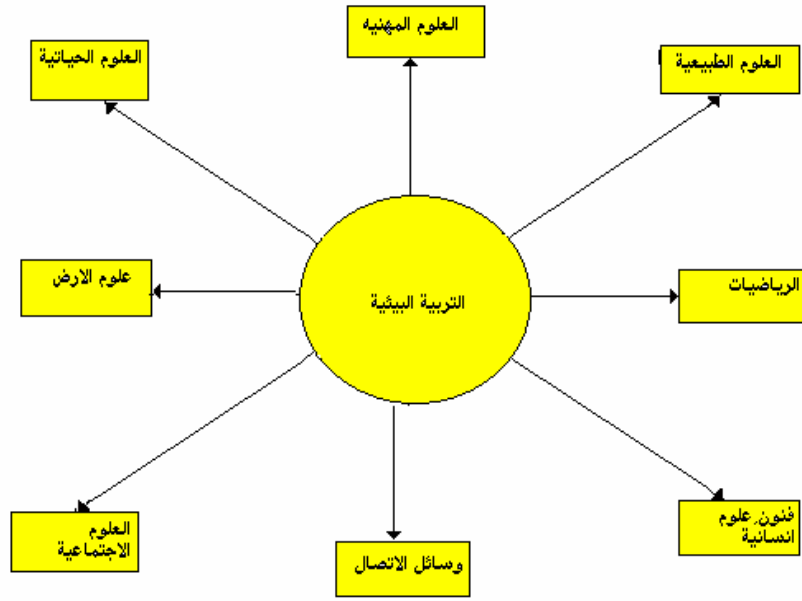 العلوم المهنيه
العلوم الطبيعية
العلوم الحياتية
الرياضيات
التربية البيئية
علوم الارض
فنون,علوم
انسانية
وسائل الاتصال
العلوم
الاجتماعية